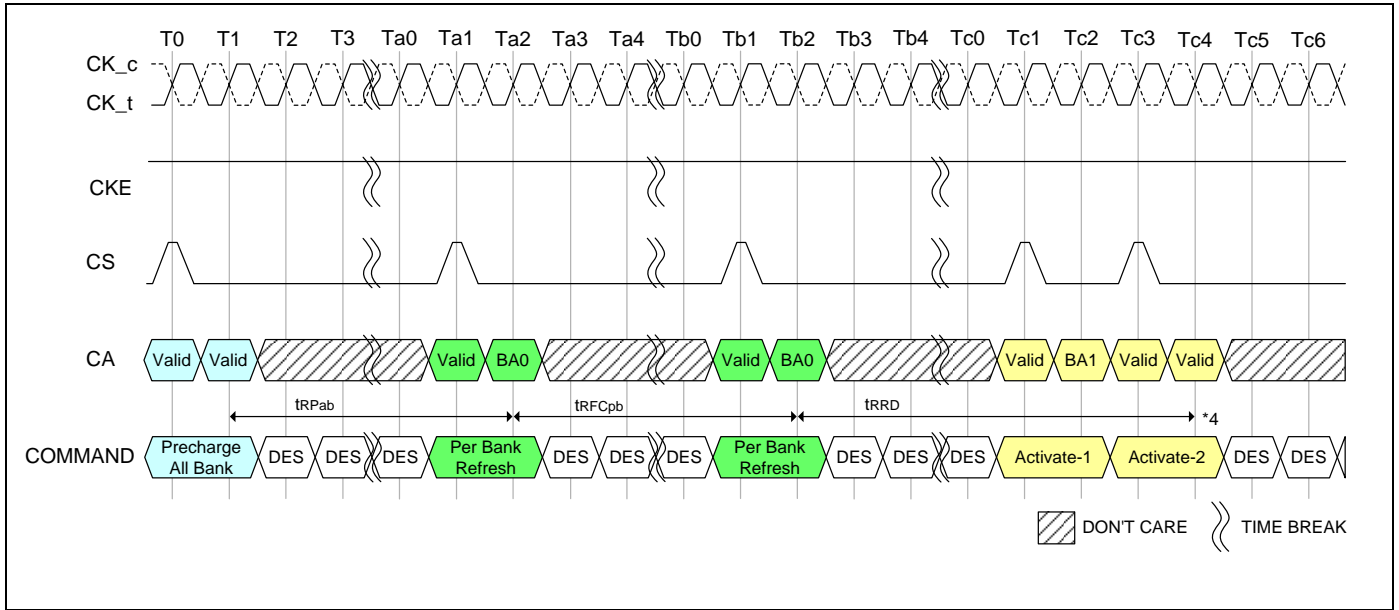 T0 T1 T2 T3 Ta0 Ta1 Ta2 Ta3 Ta4 Tb0 Tb1 Tb2 Tb3 Tb4 Tc0 Tc1 Tc2 Tc3 Tc4 Tc5 Tc6
CK_c
CK_t
CKE
CS
CA Valid Valid Valid BA0 Valid BA0 Valid BA1 Valid Valid
tRPab tRFCpb tRRD *4
COMMAND Precharge All Bank DES DES DES Per Bank Refresh DES DES DES Per Bank Refresh DES DES DES Activate-1 Activate-2 DES DES
DON'T CARE TIME BREAK